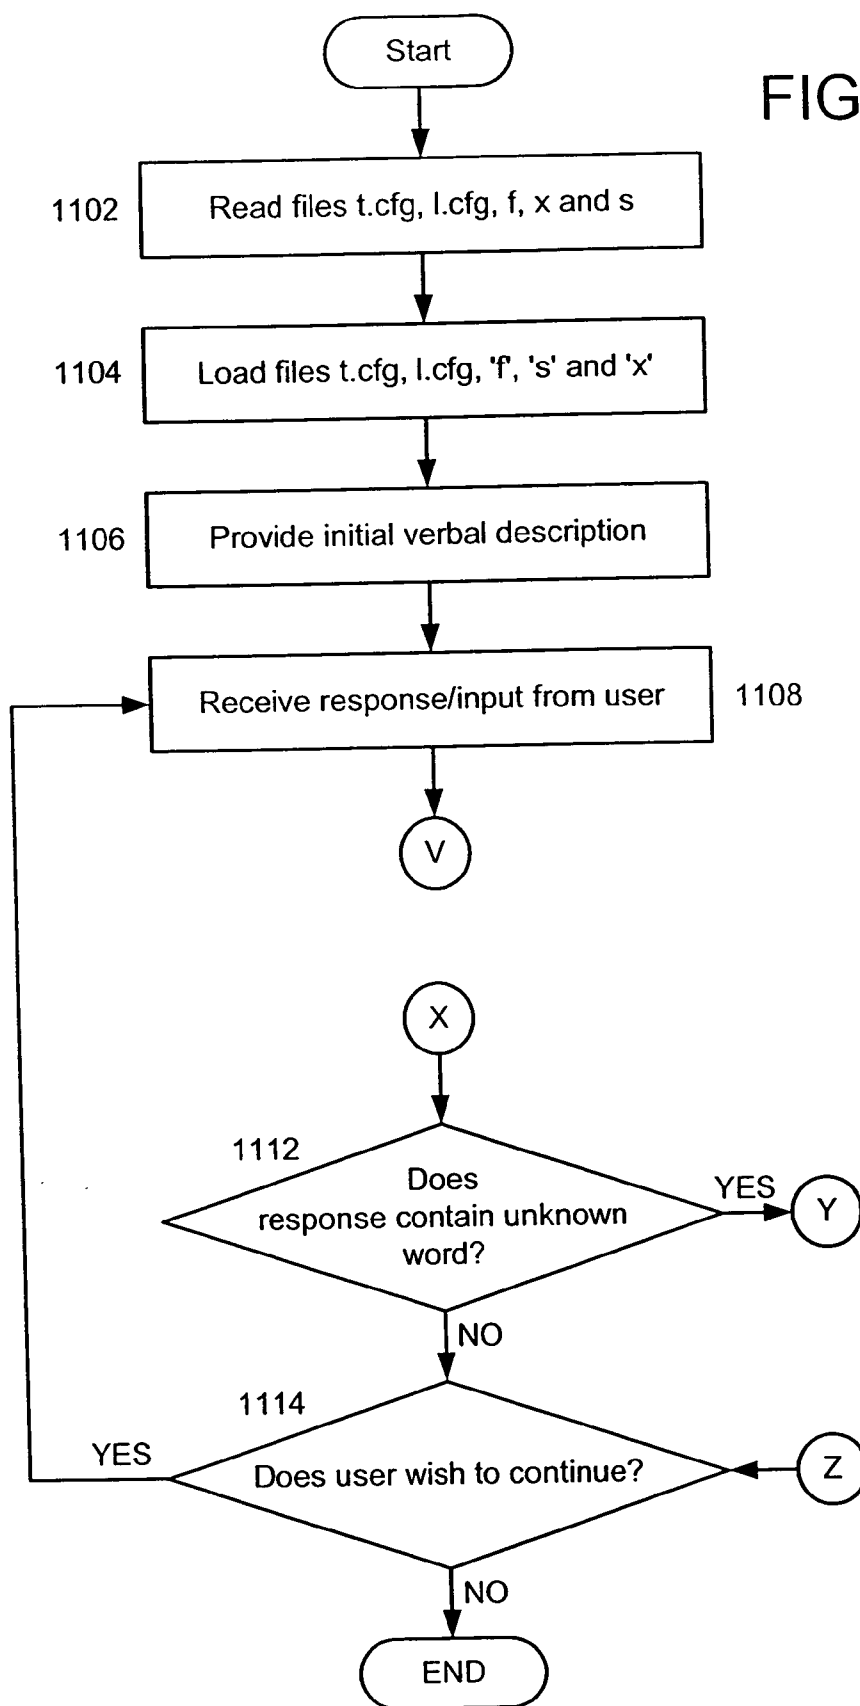 Start
FIG
1102
Read files t.cfg, l.cfg, f, x and s
1104
Load files t.cfg, l.cfg, 'f', 's' and 'x'
1106
Provide initial verbal description
Receive response/input from user
1108
V
X
1112
Does
response contain unknown
word?
YES
Y
NO
1114
YES
Does user wish to continue?
Z
NO
END